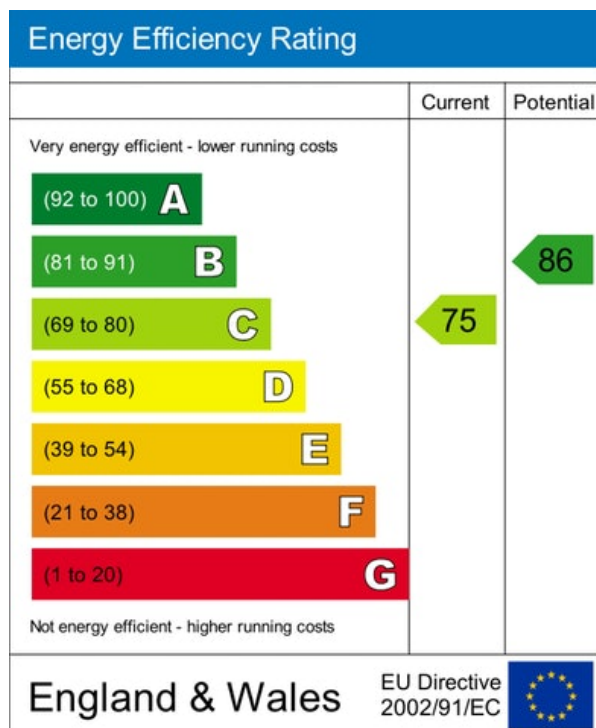 Energy Efficiency Rating
Current Potential
Very energy efficient - lower running costs
(92 to 100) A
(81 to 91) B
86
(69 to 80) C
75
(55 to 68) D
(39 to 54) E
(21 to 38) F
(1 to 20) G
Not energy efficient - higher running costs
England & Wales
EU Directive
2002/91/EC